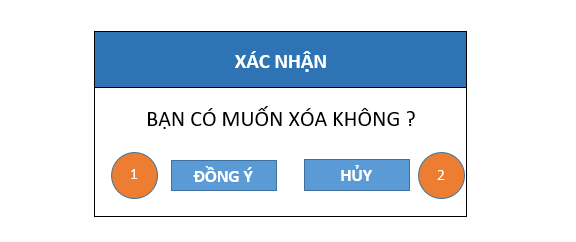 XÁC NHẬN
BẠN CÓ MUỐN XÓA KHÔNG ?
1 ĐỒNG Ý HỦY 2